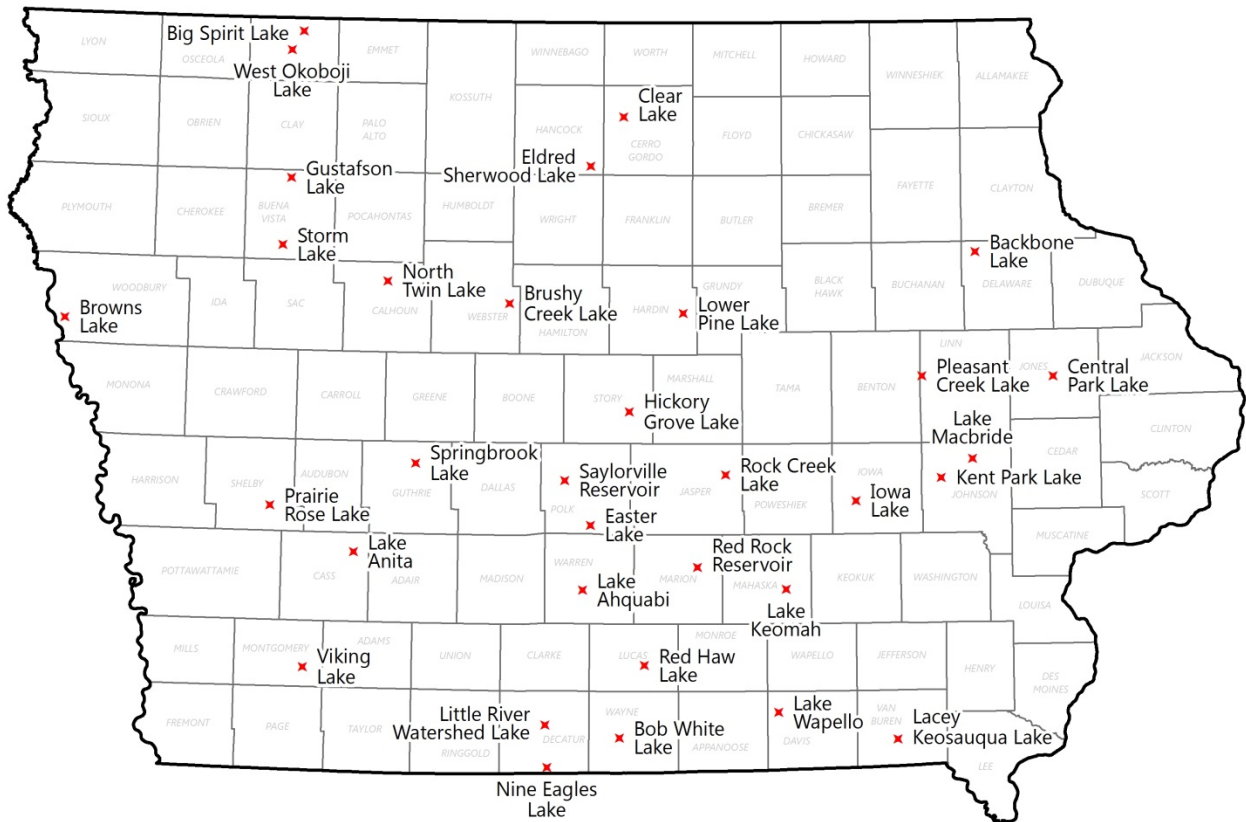 Big Spirit Lake
LYON
OSCEOLA
EMMET
WINNEBAGO
WORTH
MITCHELL
HOWARD
WINNESHIEK
ALLAMAKEE
West Okoboji
Lake
KOSSUTH
SIOUX
OBRIEN
CLAY
PALO
ALTO
HANCOCK
Clear
Lake
CERRO
GORDO
FLOYD
CHICKASAW
Eldred
Sherwood Lake
Gustafson
Lake
FAYETTE
CLAYTON
PLYMOUTH
CHEROKEE
BUENA
VISTA
POCAHONTAS
HUMBOLDT
WRIGHT
FRANKLIN
BUTLER
BREMER
Storm
Lake
Backbone
Lake
WOODBURY
IDA
SAC
North
Twin Lake
CALHOUN
WEBSTER
Brushy
Creek Lake
HAMILTON
HARDIN
GRUNDY
Lower
Pine Lake
BLACK
HAWK
BUCHANAN
DELAWARE
DUBUQUE
Browns
Lake
MONONA
CRAWFORD
CARROLL
GREENE
BOONE
STORY
MARSHALL
TAMA
BENTON
LINN
JONES
JACKSON
Pleasant
Creek Lake
Central
Park Lake
Hickory
Grove Lake
Lake
Macbride
CLINTON
CEDAR
HARRISON
SHELBY
AUDUBON
Springbrook
Lake
GUTHRIE
DALLAS
Saylorville
Reservoir
POLK
JASPER
Rock Creek
Lake
POWESHIEK
IOWA
Iowa
Lake
Kent Park Lake
JOHNSON
SCOTT
Prairie
Rose Lake
Easter
Lake
MUSCATINE
POTTAWATTAMIE
CASS
Lake
Anita
ADAIR
MADISON
WARREN
Lake
Ahquabi
MARION
Red Rock
Reservoir
MAHASKA
Lake
Keomah
KEOKUK
WASHINGTON
LOUISA
MILLS
MONTGOMERY
ADAMS
Viking
Lake
UNION
CLARKE
LUCAS
Red Haw
Lake
MONROE
WAPELLO
JEFFERSON
HENRY
DES
MOINES
FREMONT
PAGE
TAYLOR
RINGGOLD
Little River
Watershed Lake
DECATUR
WAYNE
Bob White
Lake
APPANOOSE
Lake
Wapello
DAVIS
VAN
BUREN
Lacey
Keosauqua Lake
LEE
Nine Eagles
Lake